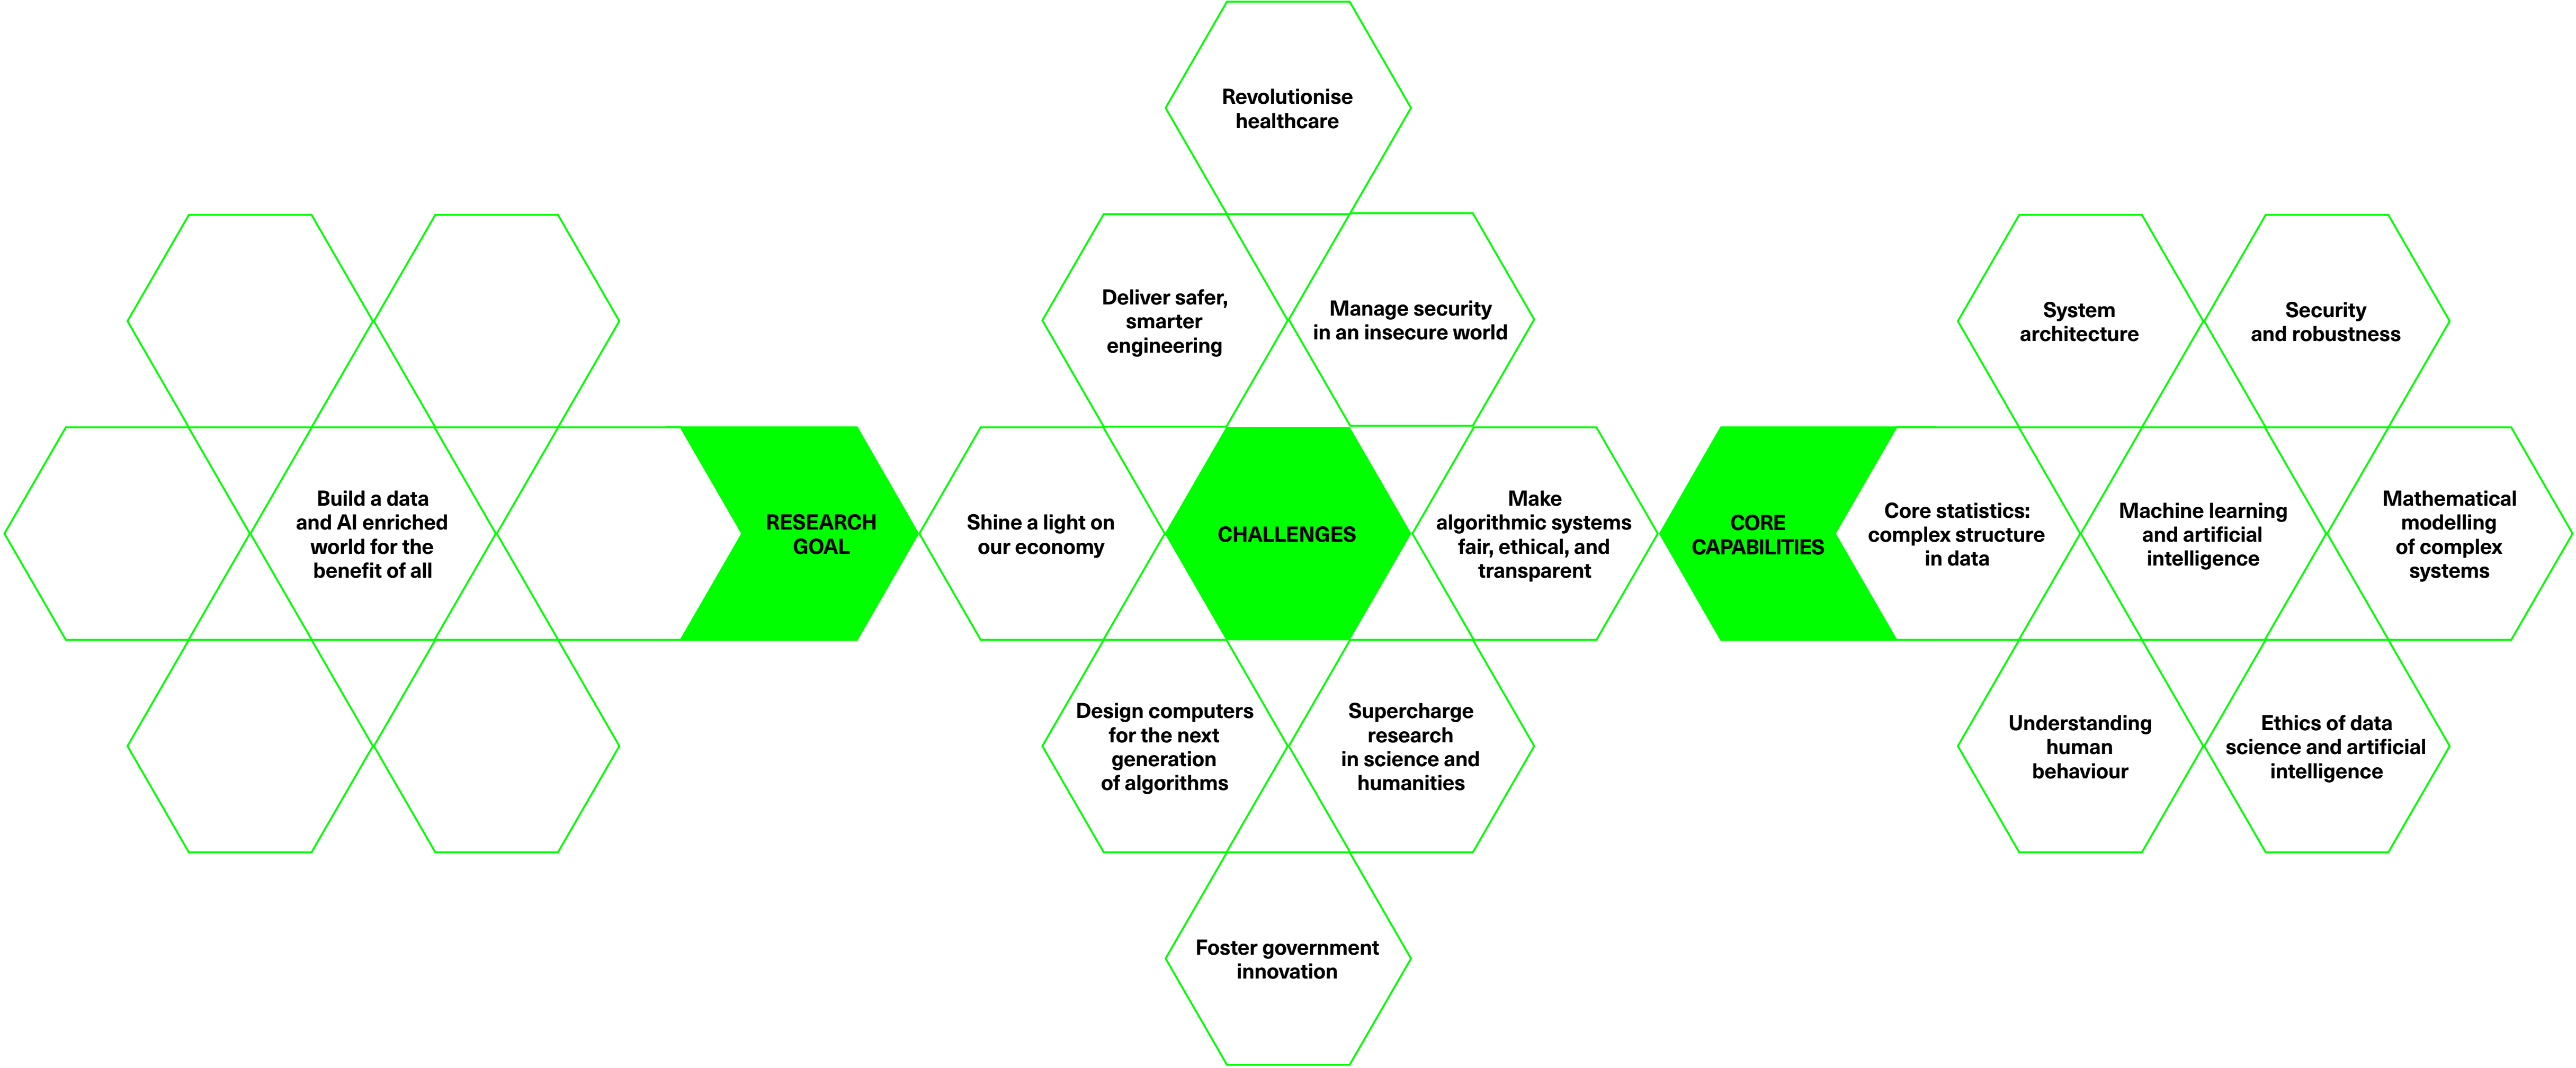 Build a data
and AI enriched
world for the
benefit of all
RESEARCH
GOAL
Revolutionise
healthcare
Deliver safer,
smarter
engineering
Manage security
in an insecure world
Shine a light on
our economy
CHALLENGES
Make
algorithmic systems
fair, ethical, and
transparent
Design computers
for the next
generation
of algorithms
Supercharge
research
in science and
humanities
Foster government
innovation
CORE
CAPABILITIES
System
architecture
Security
and robustness
Core statistics:
complex structure
in data
Machine learning
and artificial
intelligence
Mathematical
modelling
of complex
systems
Understanding
human
behaviour
Ethics of data
science and artificial
intelligence